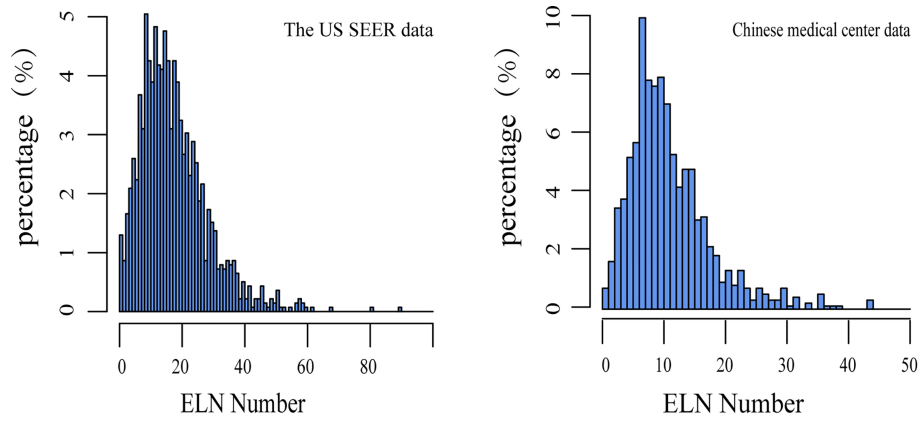 The US SEER data
percentage (%)
5
4
3
2
1
0
0 20 40 60 80
ELN Number
Chinese medical center data
percentage (%)
10
8
6
4
2
0
0 10 20 30 40 50
ELN Number